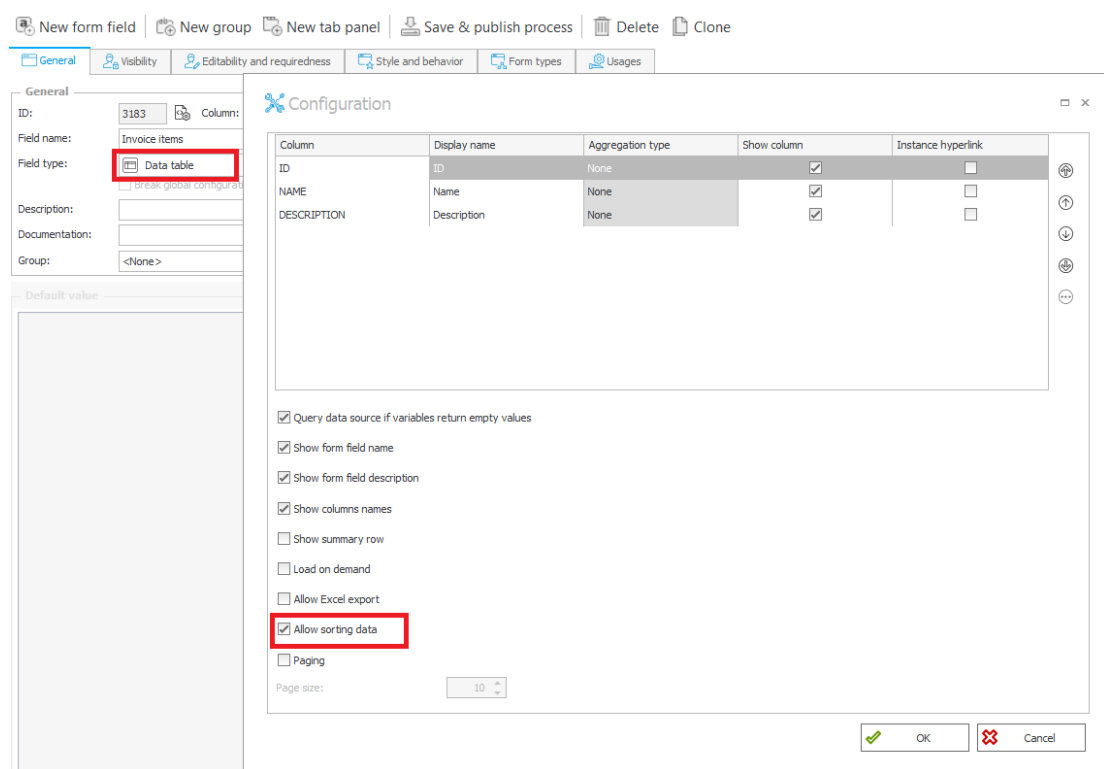 New form field New group New tab panel Save & publish process Delete Clone
General Visibility Editability and requiredness Style and behavior Form types Usages
General
ID: 3183 Column:
Field name: Invoice items
Field type: Data table
Break global configurat
Description:
Documentation:
Group: <None>
Default value
Configuration
Column Display name Aggregation type Show column Instance hyperlink
ID ID None
NAME Name None
DESCRIPTION Description None
Query data source if variables return empty values
Show form field name
Show form field description
Show columns names
Show summary row
Load on demand
Allow Excel export
Allow sorting data
Paging
Page size: 10
OK Cancel